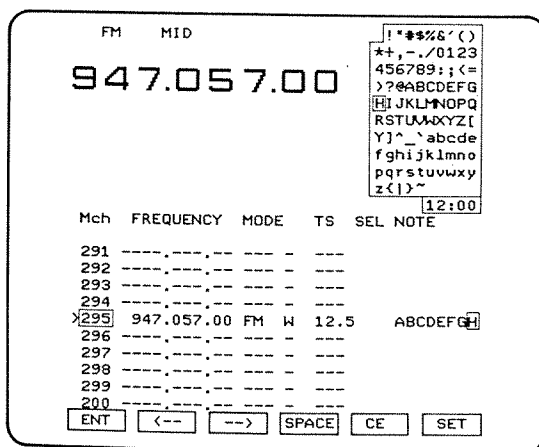 FM MID
947.057.00
!"#$%&'()
*+,-./0123
456789:;<=
>?@ABCDEFG
HIJKLMNOPQ
RSTUVWXYZ[
Y]^_`abcde
fghijklmno
pqrstuvwxy
z{|}~
12:00
Mch FREQUENCY MODE TS SEL NOTE
291 ----.---.-- --- - ---
292 ----.---.-- --- - ---
293 ----.---.-- --- - ---
294 ----.---.-- --- - ---
>295 947.057.00 FM W 12.5 ABCDEFGH
296 ----.---.-- --- - ---
297 ----.---.-- --- - ---
298 ----.---.-- --- - ---
299 ----.---.-- --- - ---
200 ----.---.-- --- - ---
ENT <-- --> SPACE CE SET